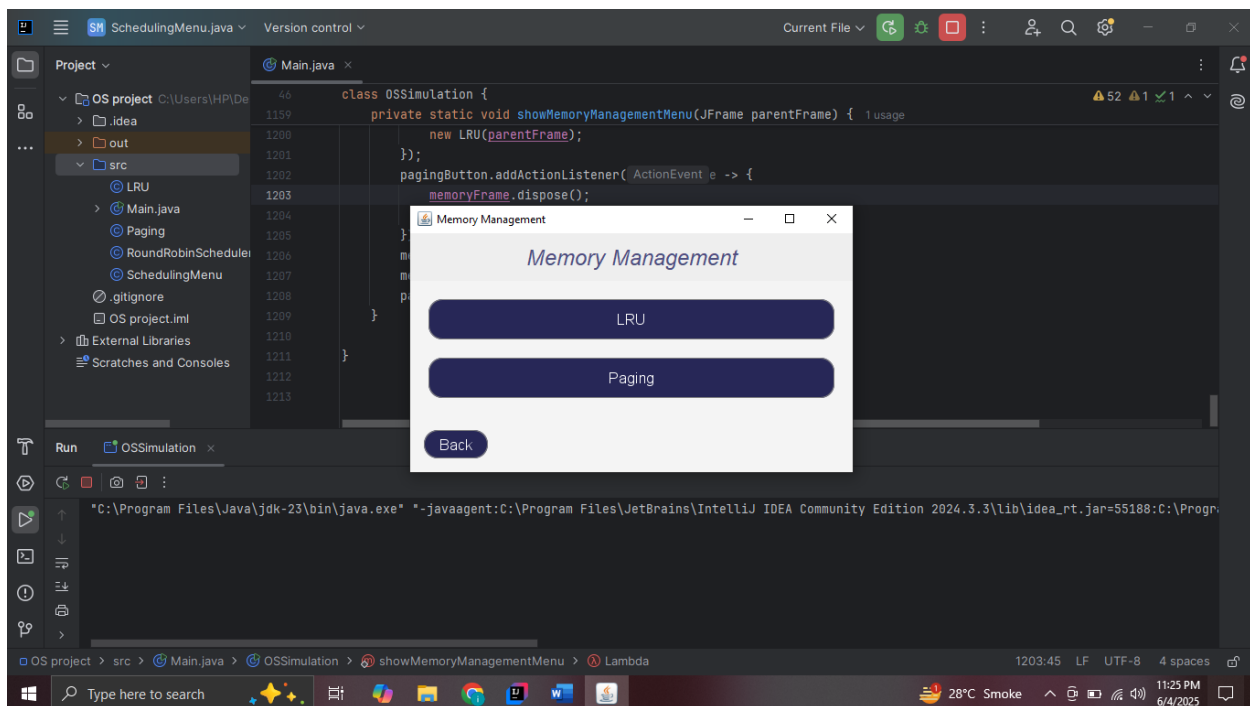 SM SchedulingMenu.java Version control Current File
Project
Main.java
OS project C:\Users\HP\De
.idea
out
src
LRU
Main.java
Paging
RoundRobinScheduler
SchedulingMenu
.gitignore
OS project.iml
External Libraries
Scratches and Consoles
52 1 1
46 class OSSimulation {
1159 private static void showMemoryManagementMenu(JFrame parentFrame) { 1 usage
1200 new LRU(parentFrame);
1201 });
1202 pagingButton.addActionListener( ActionEvent e -> {
1203 memoryFrame.dispose();
1204
1205 }
1206 m
1207 m
1208 p
1209 }
1210
1211 }
1212
1213
Memory Management
Memory Management
LRU
Paging
Back
Run OSSimulation
"C:\Program Files\Java\jdk-23\bin\java.exe" "-javaagent:C:\Program Files\JetBrains\IntelliJ IDEA Community Edition 2024.3.3\lib\idea_rt.jar=55188:C:\Progr
OS project > src > Main.java > OSSimulation > showMemoryManagementMenu > Lambda 1203:45 LF UTF-8 4 spaces
Type here to search 28°C Smoke 11:25 PM
6/4/2025